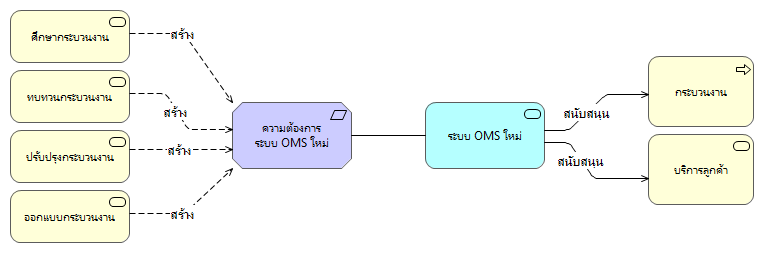 ศึกษากระบวนงาน
สร้าง
ทบทวนกระบวนงาน
สร้าง
ปรับปรุงกระบวนงาน
สร้าง
ออกแบบกระบวนงาน
สร้าง
ความต้องการ
ระบบ OMS ใหม่
ระบบ OMS ใหม่
สนับสนุน
กระบวนงาน
สนับสนุน
บริการลูกค้า